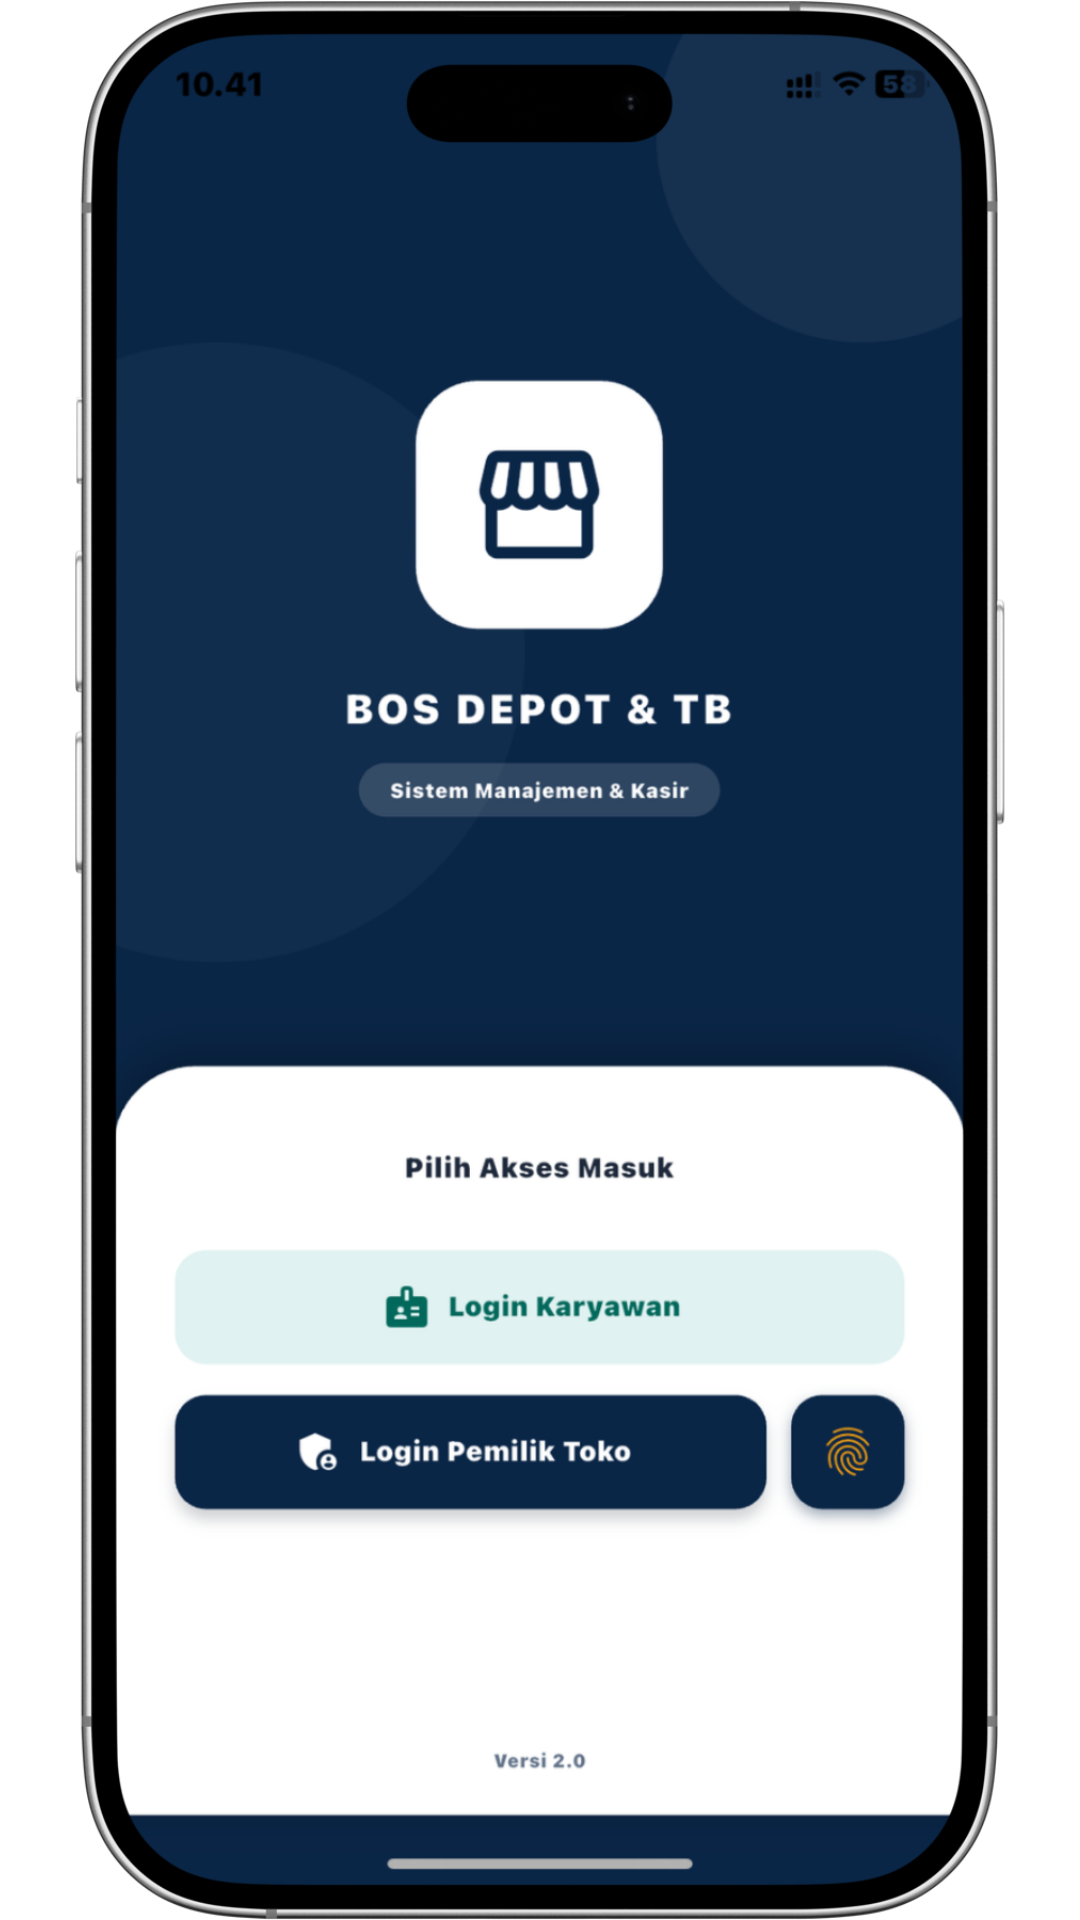 10.41
58
BOS DEPOT & TB
Sistem Manajemen & Kasir
Pilih Akses Masuk
Login Karyawan
Login Pemilik Toko
Versi 2.0